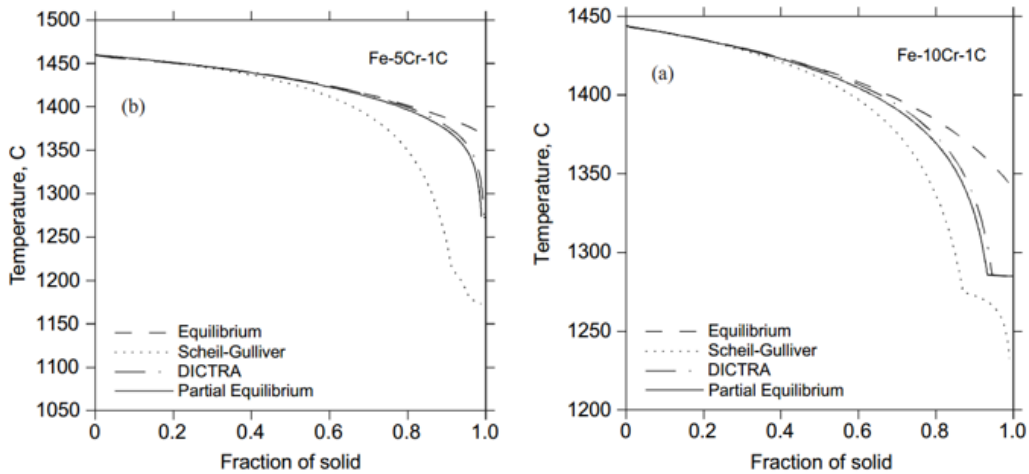 Fe-5Cr-1C
(b)
Temperature, C
1500
1450
1400
1350
1300
1250
1200
1150
1100
1050
Equilibrium
Scheil-Gulliver
DICTRA
Partial Equilibrium
0 0.2 0.4 0.6 0.8 1.0
Fraction of solid
Fe-10Cr-1C
(a)
Temperature, C
1450
1400
1350
1300
1250
1200
Equilibrium
Scheil-Gulliver
DICTRA
Partial Equilibrium
0 0.2 0.4 0.6 0.8 1.0
Fraction of solid